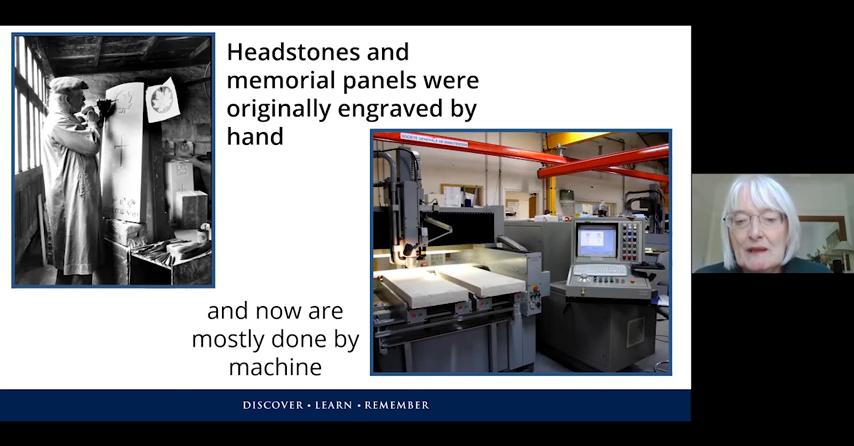 Headstones and
memorial panels were
originally engraved by
hand
and now are
mostly done by
machine
DISCOVER • LEARN • REMEMBER